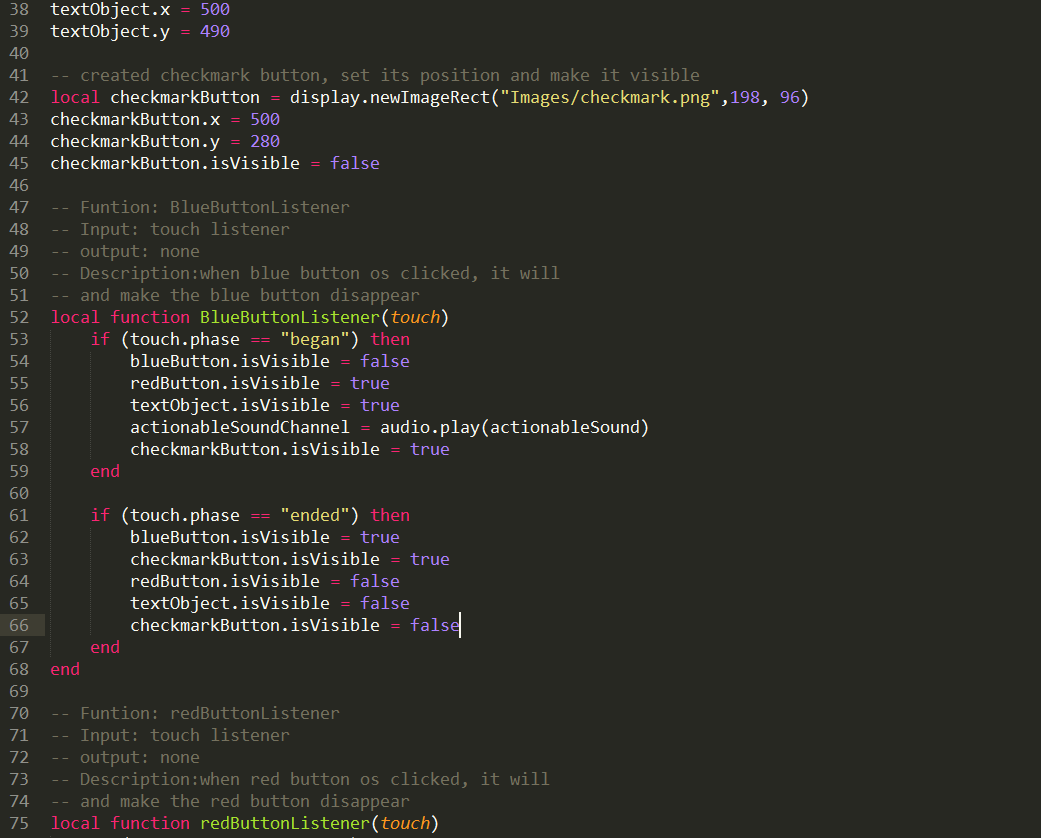 38 textObject.x = 500
39 textObject.y = 490
40
41 -- created checkmark button, set its position and make it visible
42 local checkmarkButton = display.newImageRect("Images/checkmark.png",198, 96)
43 checkmarkButton.x = 500
44 checkmarkButton.y = 280
45 checkmarkButton.isVisible = false
46
47 -- Funtion: BlueButtonListener
48 -- Input: touch listener
49 -- output: none
50 -- Description:when blue button os clicked, it will
51 -- and make the blue button disappear
52 local function BlueButtonListener(touch)
53 if (touch.phase == "began") then
54 blueButton.isVisible = false
55 redButton.isVisible = true
56 textObject.isVisible = true
57 actionableSoundChannel = audio.play(actionableSound)
58 checkmarkButton.isVisible = true
59 end
60
61 if (touch.phase == "ended") then
62 blueButton.isVisible = true
63 checkmarkButton.isVisible = true
64 redButton.isVisible = false
65 textObject.isVisible = false
66 checkmarkButton.isVisible = false
67 end
68 end
69
70 -- Funtion: redButtonListener
71 -- Input: touch listener
72 -- output: none
73 -- Description:when red button os clicked, it will
74 -- and make the red button disappear
75 local function redButtonListener(touch)